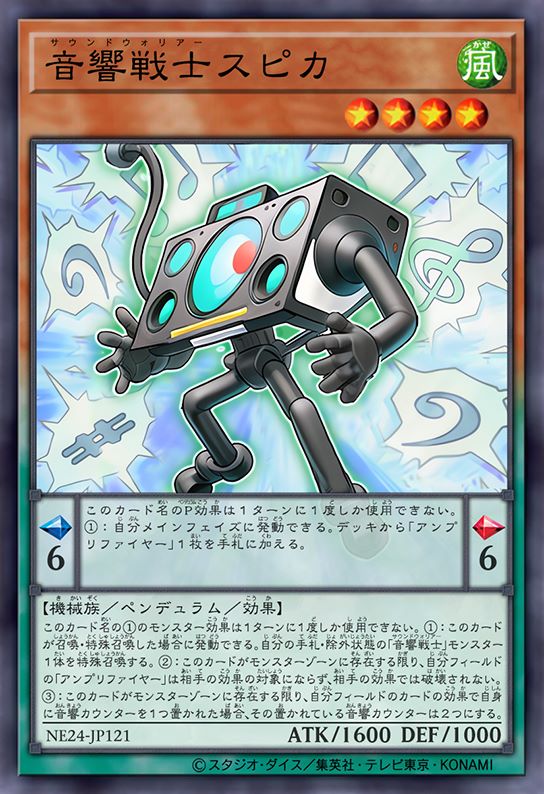 サウンドウォリアー
音響戦士スピカ
かぜ
風
このカード名のP効果は1ターンに1度しか使用できない。
①：自分メインフェイズに発動できる。デッキから「アンプ
リファイヤー」1枚を手札に加える。
6
6
【機械族／ペンデュラム／効果】
このカード名の①のモンスター効果は1ターンに1度しか使用できない。①：このカード
が召喚・特殊召喚した場合に発動できる。自分の手札・除外状態の「音響戦士」モンスター
1体を特殊召喚する。②：このカードがモンスターゾーンに存在する限り、自分フィールド
の「アンプリファイヤー」は相手の効果の対象にならず、相手の効果では破壊されない。
③：このカードがモンスターゾーンに存在する限り、自分フィールドのカードの効果で自身
に音響カウンターを1つ置かれた場合、その置かれている音響カウンターは2つにする。
NE24-JP121
ATK/1600 DEF/1000
©スタジオ・ダイス／集英社・テレビ東京・KONAMI